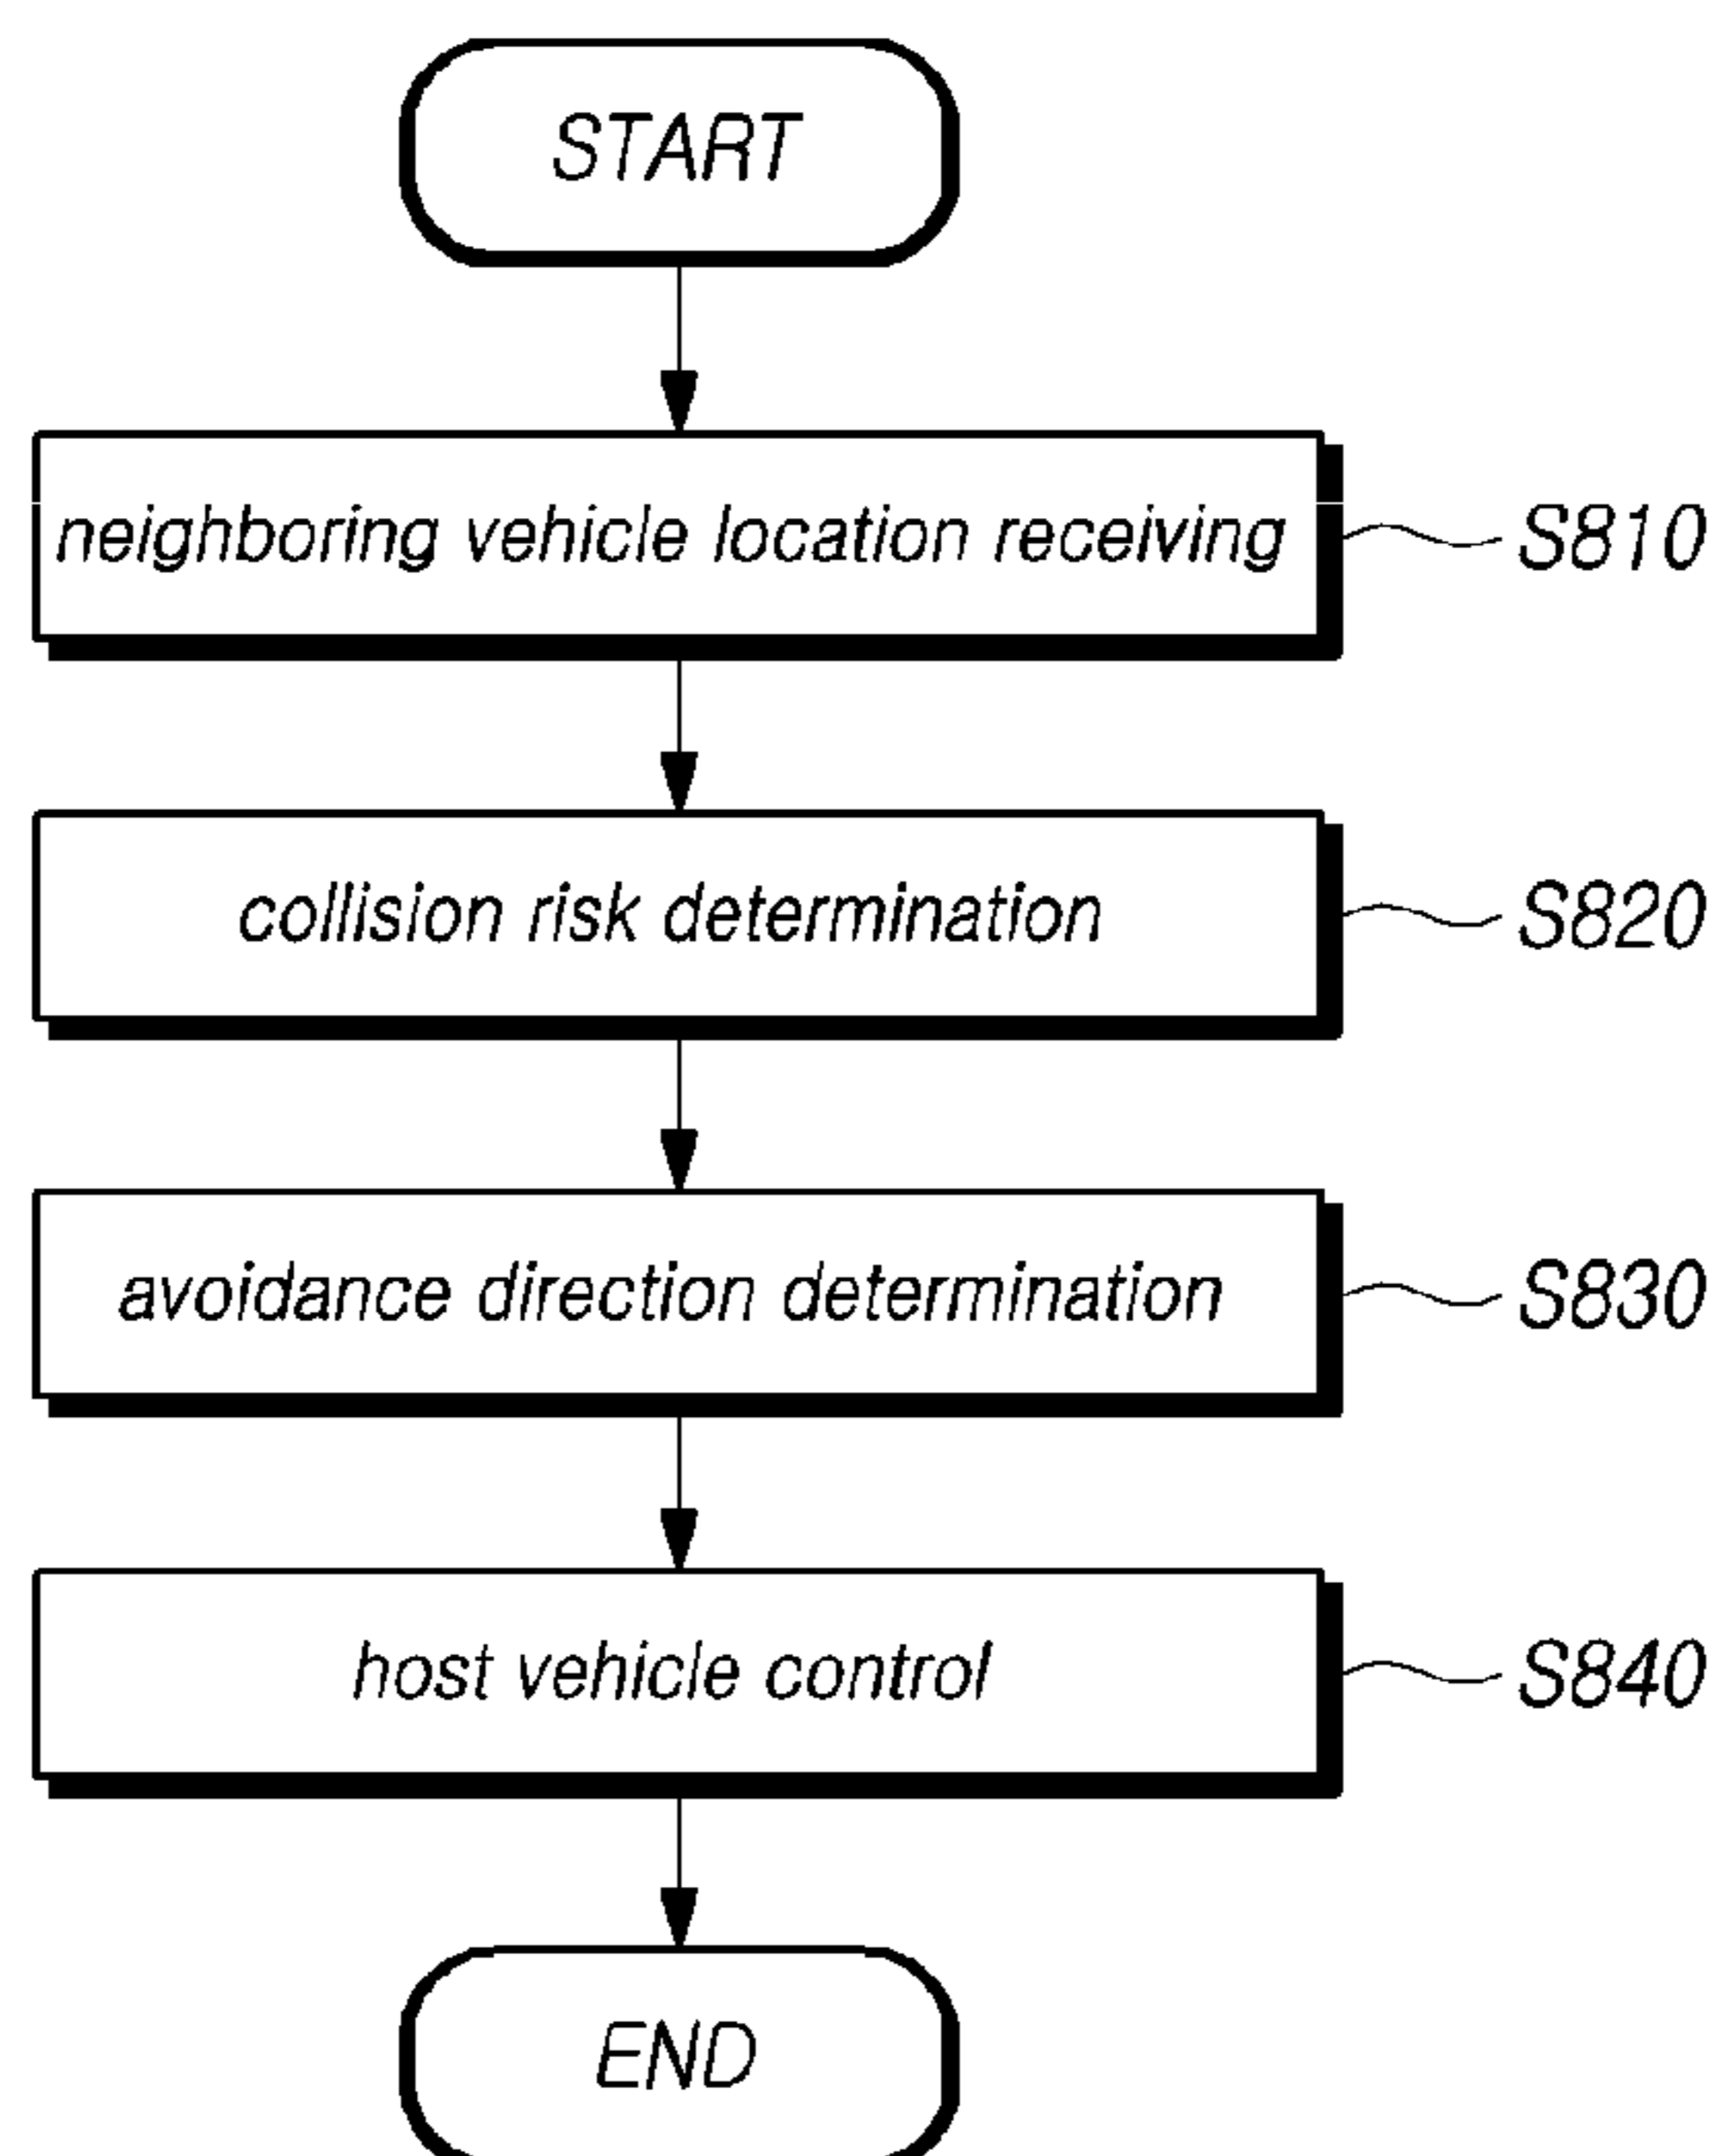 START
neighboring vehicle location receiving
S810
collision risk determination
S820
avoidance direction determination
S830
host vehicle control
S840
END